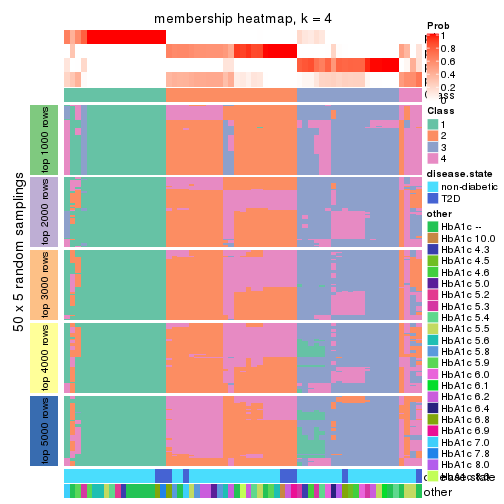 membership heatmap, k = 4
50 x 5 random samplings
top 1000 rows
top 2000 rows
top 3000 rows
top 4000 rows
top 5000 rows
Prob
1
0.8
0.6
0.4
0.2
0
Class
1
2
3
4
disease.state
non-diabetic
T2D
other
HbA1c --
HbA1c 10.0
HbA1c 4.3
HbA1c 4.5
HbA1c 4.6
HbA1c 5.0
HbA1c 5.2
HbA1c 5.3
HbA1c 5.4
HbA1c 5.5
HbA1c 5.6
HbA1c 5.8
HbA1c 5.9
HbA1c 6.0
HbA1c 6.1
HbA1c 6.2
HbA1c 6.4
HbA1c 6.8
HbA1c 6.9
HbA1c 7.0
HbA1c 7.8
HbA1c 8.0
other